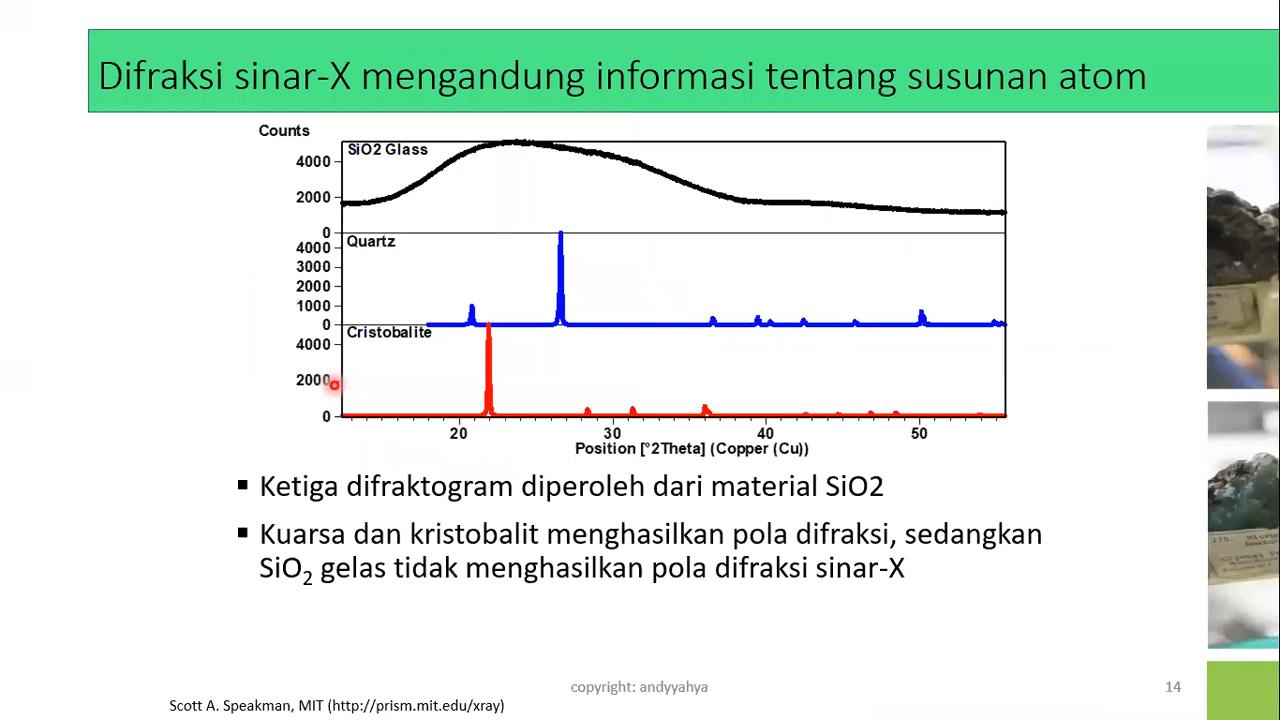 Difraksi sinar-X mengandung informasi tentang susunan atom
Counts
SiO2 Glass
4000
2000
0
Quartz
4000
3000
2000
1000
0
Cristobalite
4000
2000
0
20 30 40 50
Position [°2Theta] (Copper (Cu))
▪ Ketiga difraktogram diperoleh dari material SiO2
▪ Kuarsa dan kristobalit menghasilkan pola difraksi, sedangkan
SiO₂ gelas tidak menghasilkan pola difraksi sinar-X
copyright: andyyahya
14
Scott A. Speakman, MIT (http://prism.mit.edu/xray)